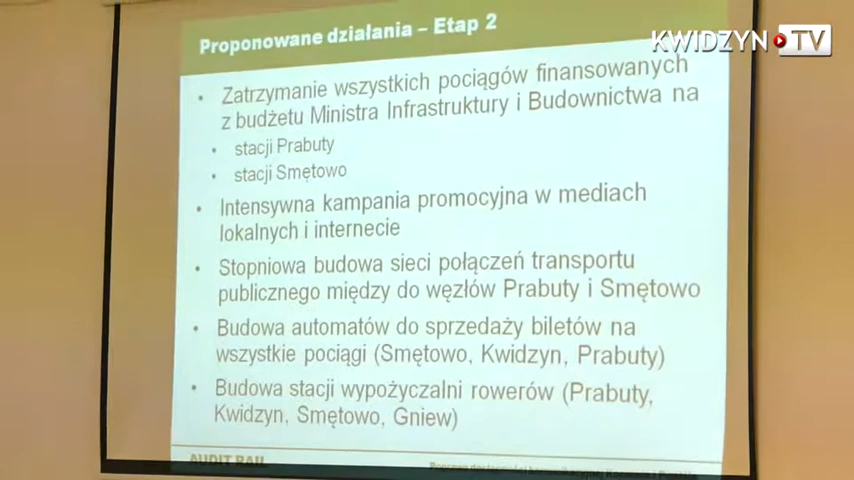 KWIDZYN TV
Proponowane działania – Etap 2
• Zatrzymanie wszystkich pociągów finansowanych
z budżetu Ministra Infrastruktury i Budownictwa na
• stacji Prabuty
• stacji Smętowo
• Intensywna kampania promocyjna w mediach
lokalnych i internecie
• Stopniowa budowa sieci połączeń transportu
publicznego między do węzłów Prabuty i Smętowo
• Budowa automatów do sprzedaży biletów na
wszystkie pociągi (Smętowo, Kwidzyn, Prabuty)
• Budowa stacji wypożyczalni rowerów (Prabuty,
Kwidzyn, Smętowo, Gniew)
AUDIT RAIL